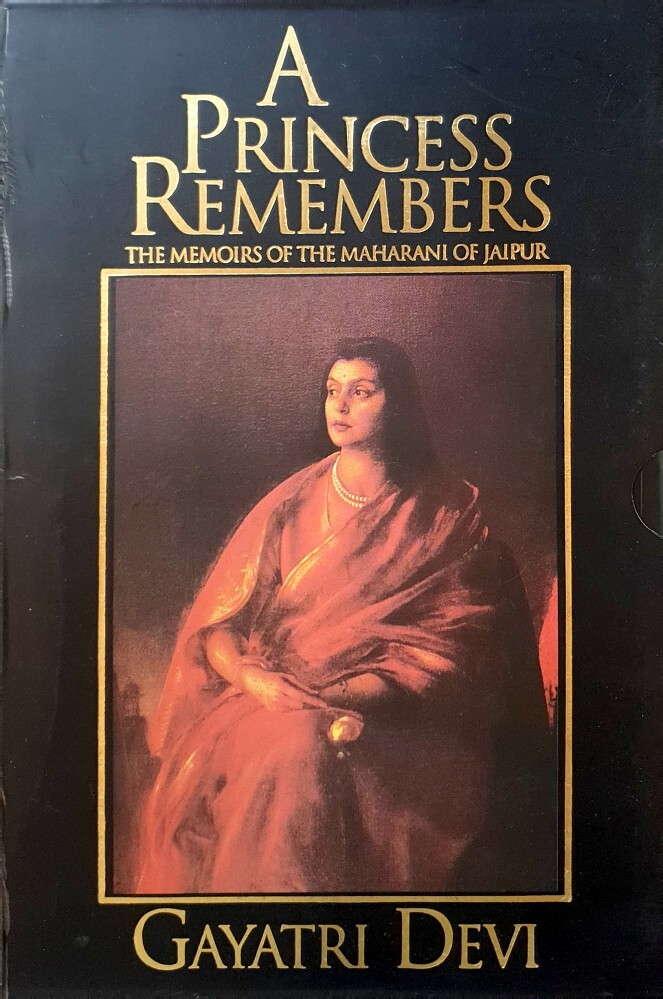 A
PRINCESS
REMEMBERS
THE MEMOIRS OF THE MAHARANI OF JAIPUR
GAYATRI DEVI